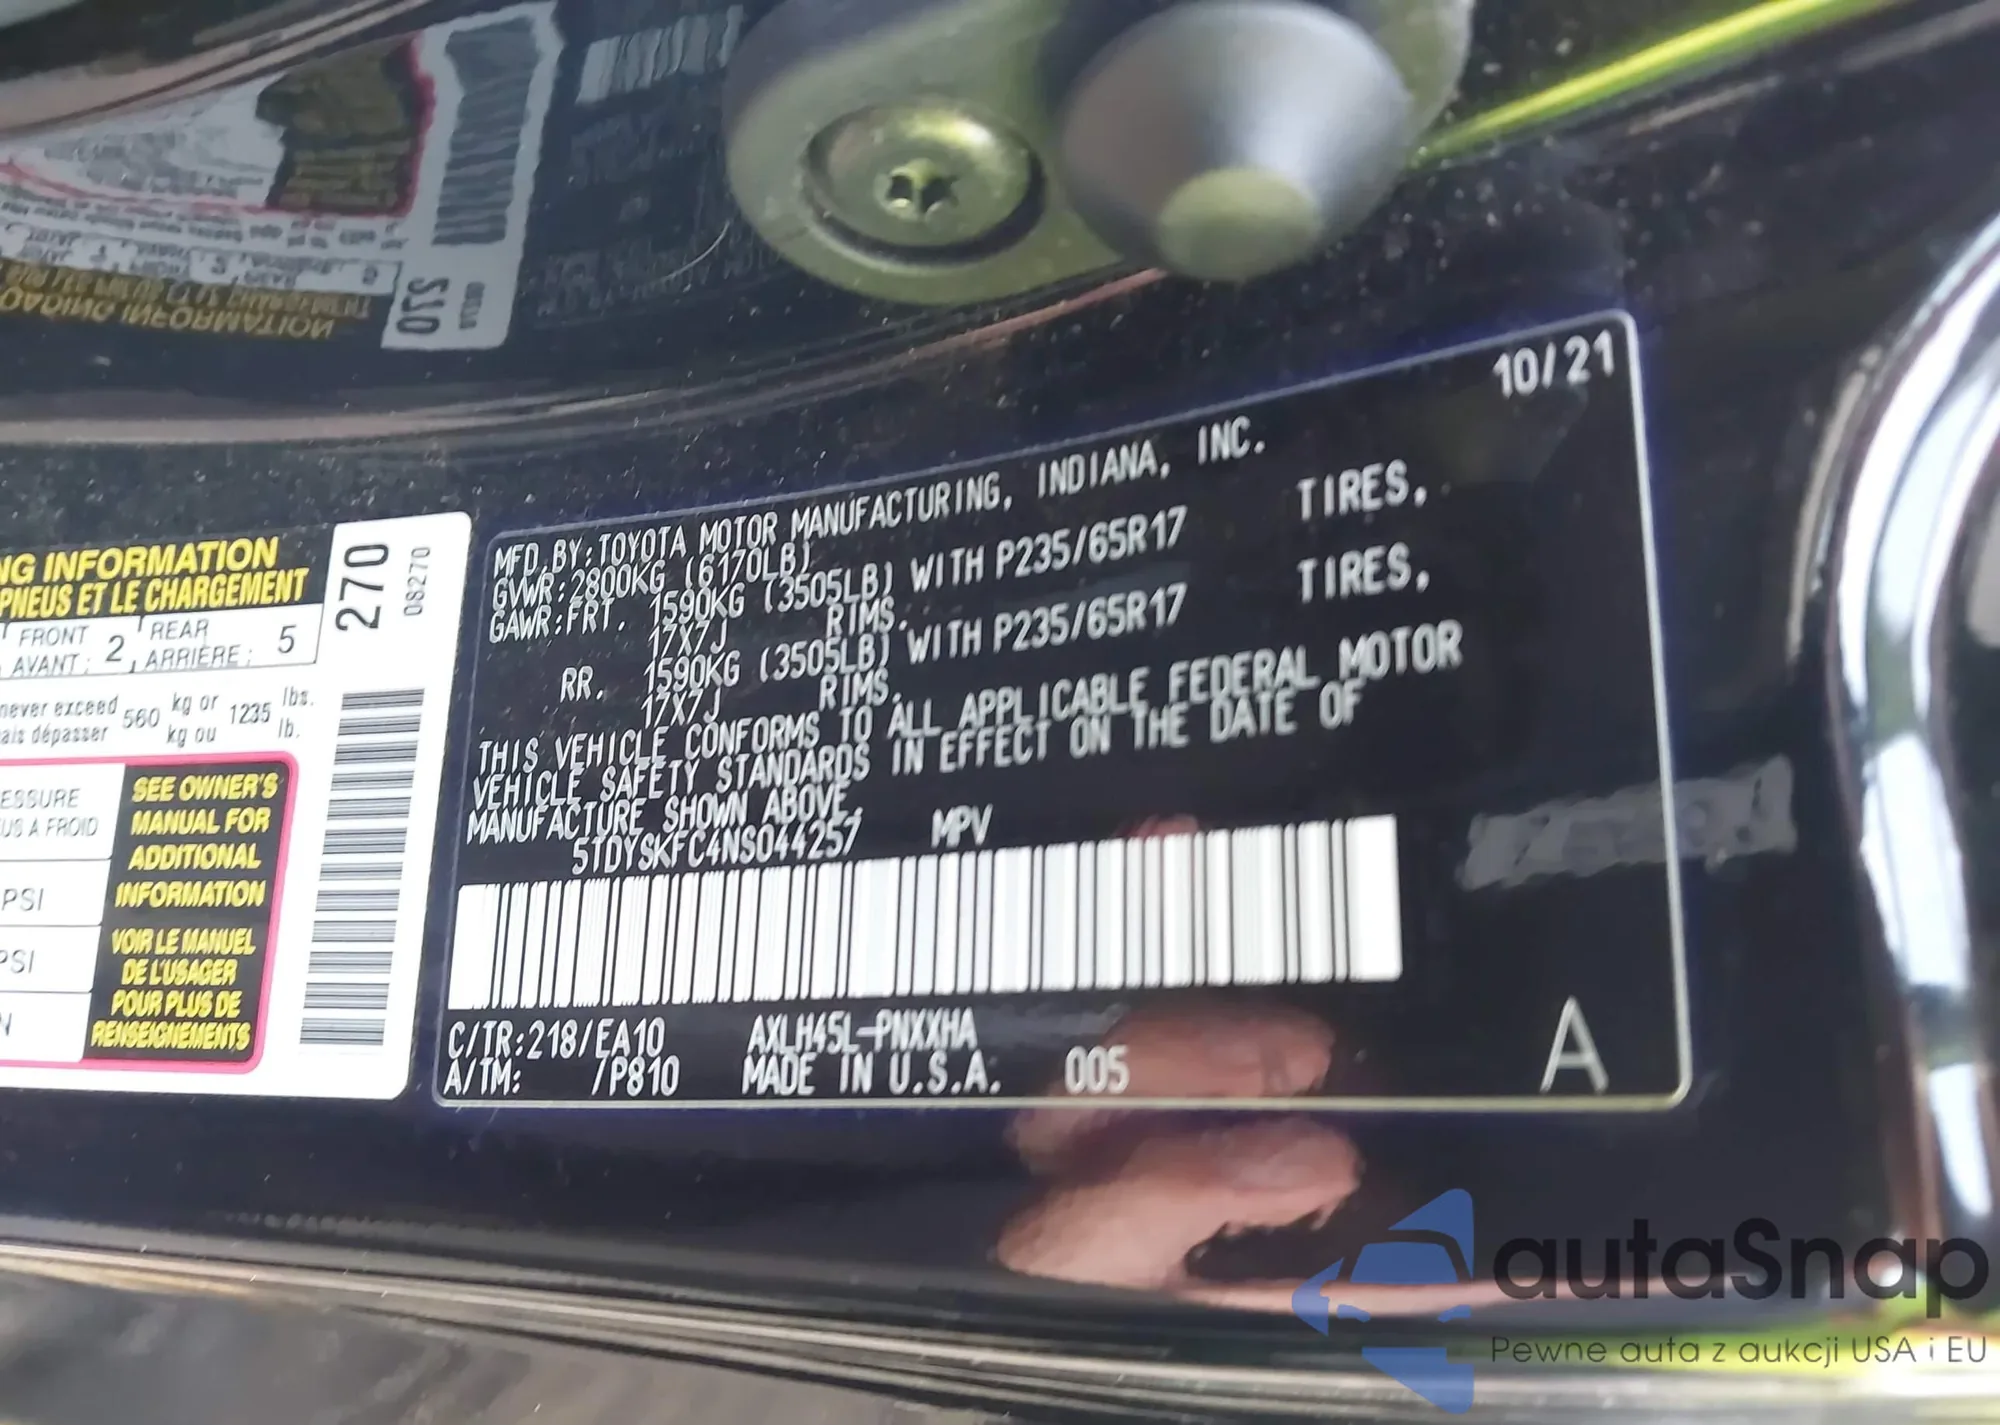 10/21
MFD.BY:TOYOTA MOTOR MANUFACTURING, INDIANA, INC.
GVWR:2800KG (6170LB)
GAWR:FRT. 1590KG (3505LB) WITH P235/65R17 TIRES,
17X7J RIMS.
RR. 1590KG (3505LB) WITH P235/65R17 TIRES,
17X7J RIMS.
THIS VEHICLE CONFORMS TO ALL APPLICABLE FEDERAL MOTOR
VEHICLE SAFETY STANDARDS IN EFFECT ON THE DATE OF
MANUFACTURE SHOWN ABOVE.
5TDYSKFC4NS044257 MPV
C/TR:218/EA10 AXLH45L-PNXXHA
A/TM: /P810 MADE IN U.S.A. 005
A
NG INFORMATION
PNEUS ET LE CHARGEMENT
FRONT 2 REAR 5
AVANT: ARRIÈRE:
never exceed 560 kg or 1235 lbs.
ais dépasser kg ou lb.
ESSURE
US A FROID
PSI
PSI
N
SEE OWNER'S
MANUAL FOR
ADDITIONAL
INFORMATION
VOIR LE MANUEL
DE L'USAGER
POUR PLUS DE
RENSEIGNEMENTS
270
08270
autaSnap
Pewne auta z aukcji USA i EU